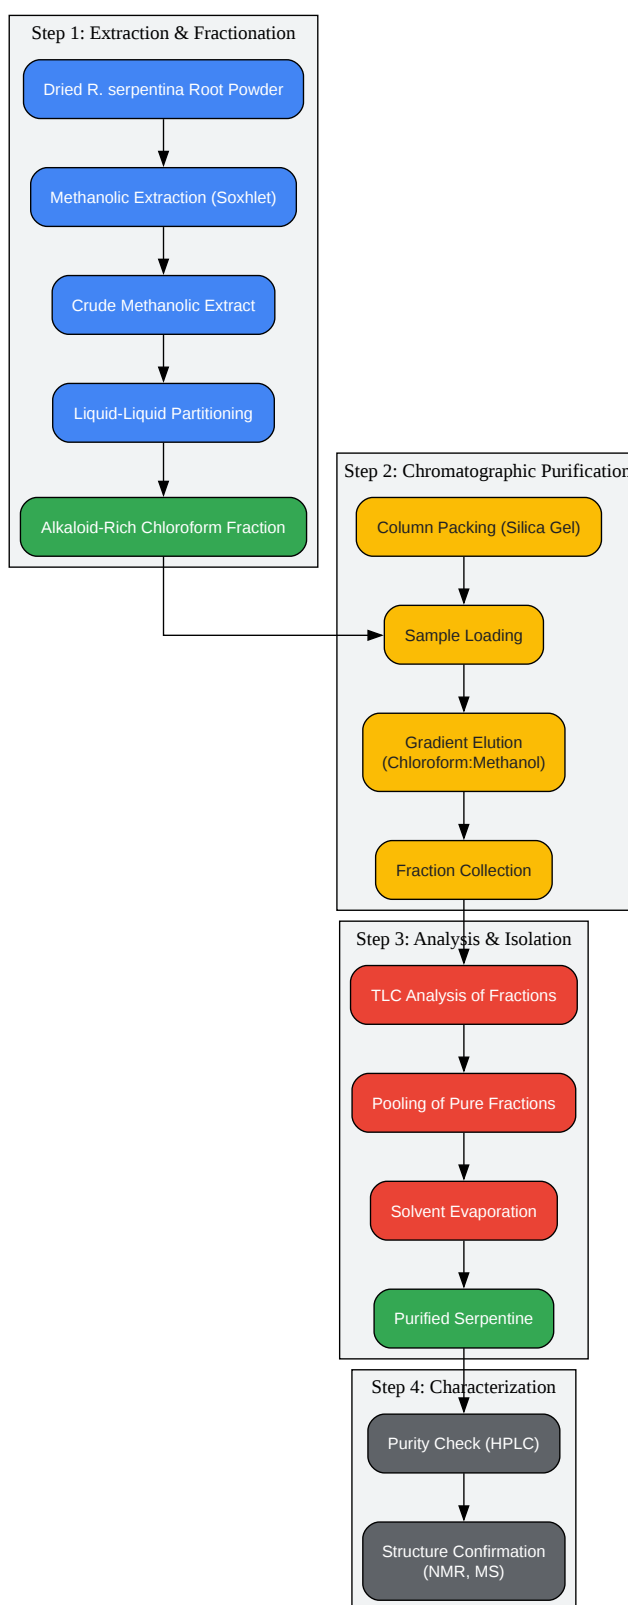 Step 1: Extraction & Fractionation
Dried R. serpentina Root Powder
Methanolic Extraction (Soxhlet)
Crude Methanolic Extract
Liquid-Liquid Partitioning
Alkaloid-Rich Chloroform Fraction
Step 2: Chromatographic Purification
Column Packing (Silica Gel)
Sample Loading
Gradient Elution
(Chloroform:Methanol)
Fraction Collection
Step 3: Analysis & Isolation
TLC Analysis of Fractions
Pooling of Pure Fractions
Solvent Evaporation
Purified Serpentine
Step 4: Characterization
Purity Check (HPLC)
Structure Confirmation
(NMR, MS)